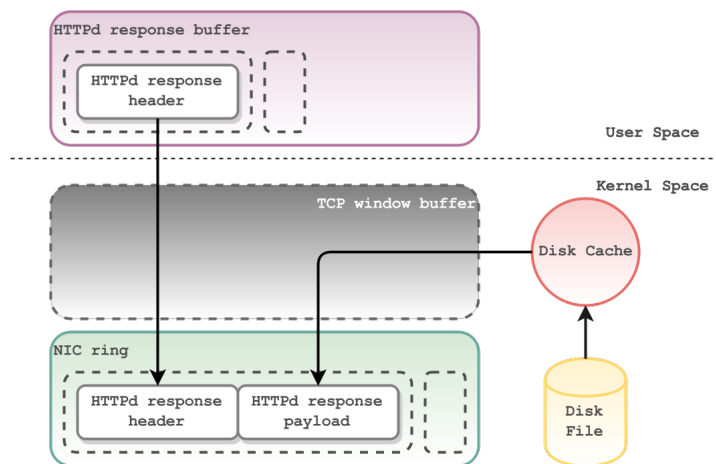 HTTPd response buffer
HTTPd response
header
User Space
Kernel Space
TCP window buffer
Disk Cache
NIC ring
HTTPd response
header
HTTPd response
payload
Disk
File